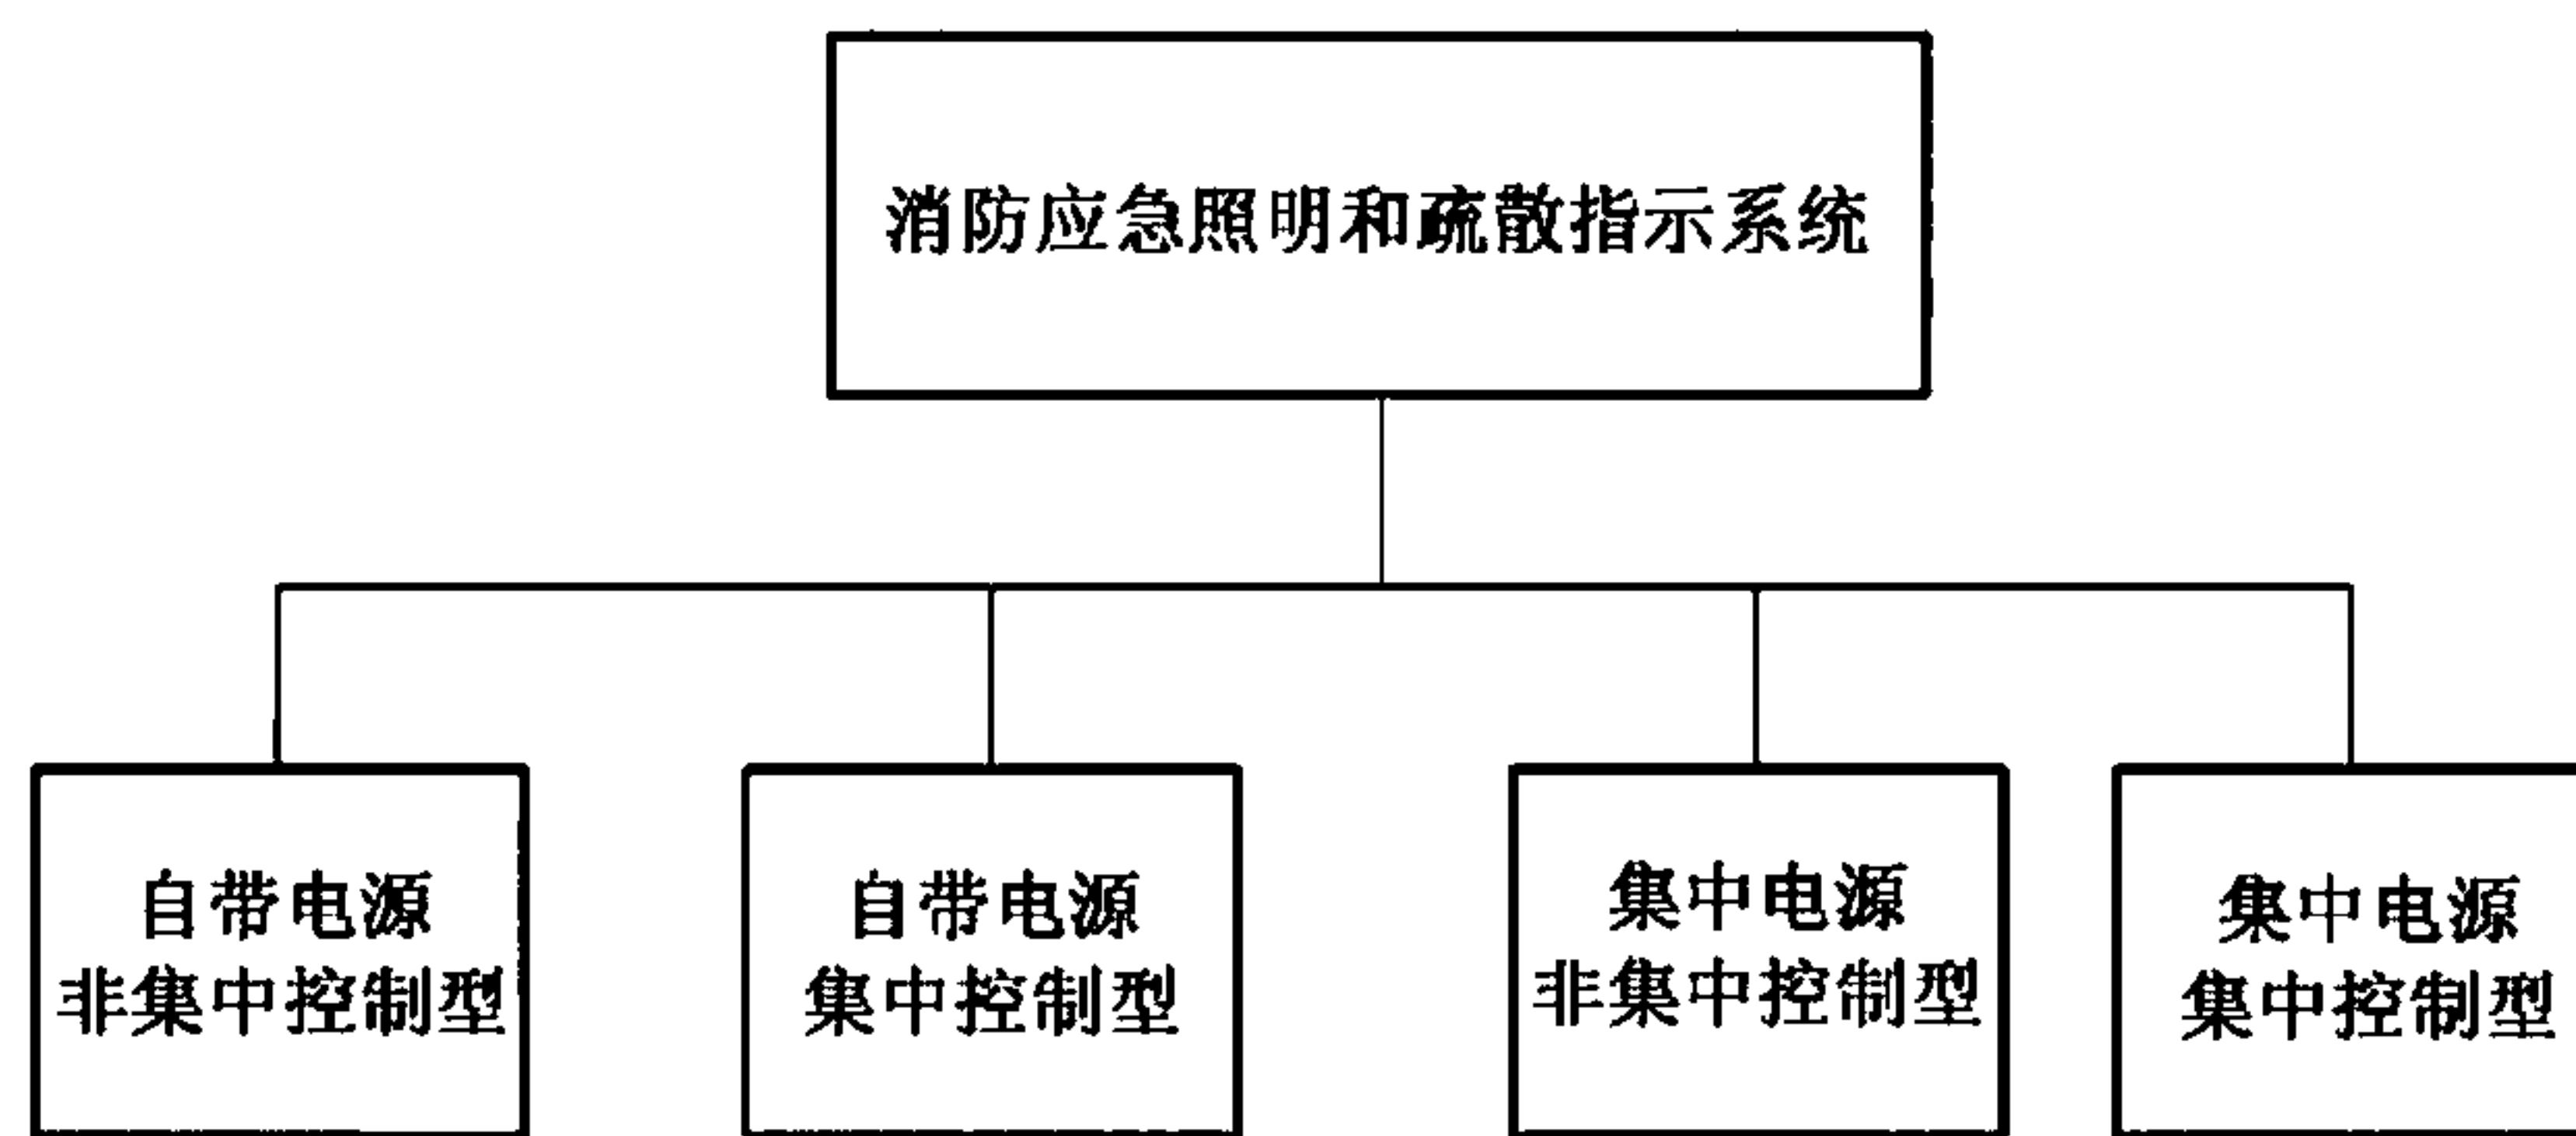 消防应急照明和疏散指示系统
自带电源
非集中控制型
自带电源
集中控制型
集中电源
非集中控制型
集中电源
集中控制型